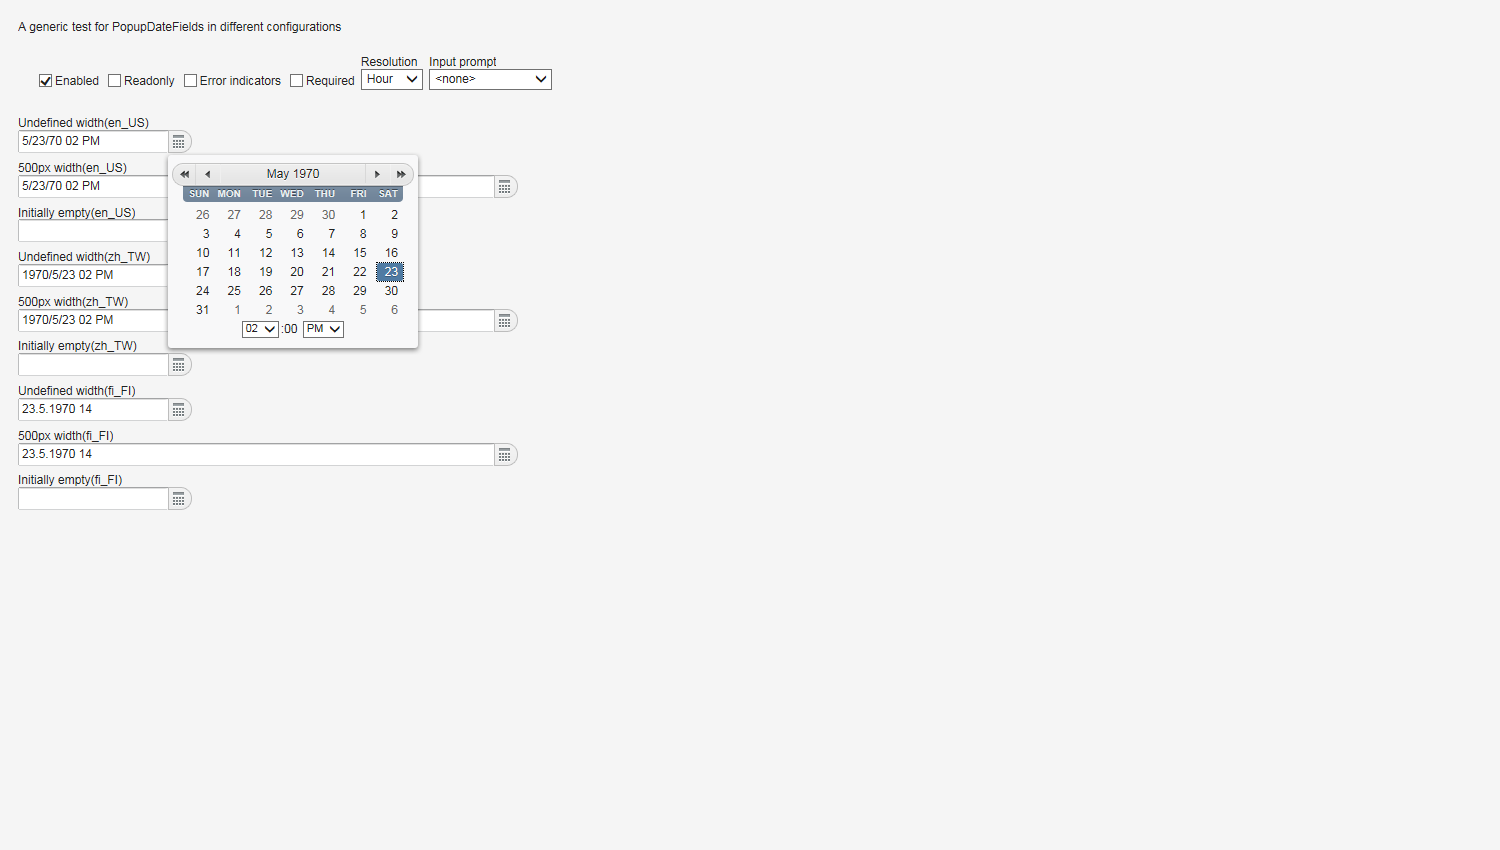 A generic test for PopupDateFields in different configurations
Resolution Input prompt
Enabled Readonly Error indicators Required Hour <none>
Undefined width(en_US)
5/23/70 02 PM
500px width(en_US)
5/23/70 02 PM
Initially empty(en_US)
Undefined width(zh_TW)
1970/5/23 02 PM
500px width(zh_TW)
1970/5/23 02 PM
Initially empty(zh_TW)
May 1970
SUN MON TUE WED THU FRI SAT
26 27 28 29 30 1 2
3 4 5 6 7 8 9
10 11 12 13 14 15 16
17 18 19 20 21 22 23
24 25 26 27 28 29 30
31 1 2 3 4 5 6
02 :00 PM
Undefined width(fi_FI)
23.5.1970 14
500px width(fi_FI)
23.5.1970 14
Initially empty(fi_FI)